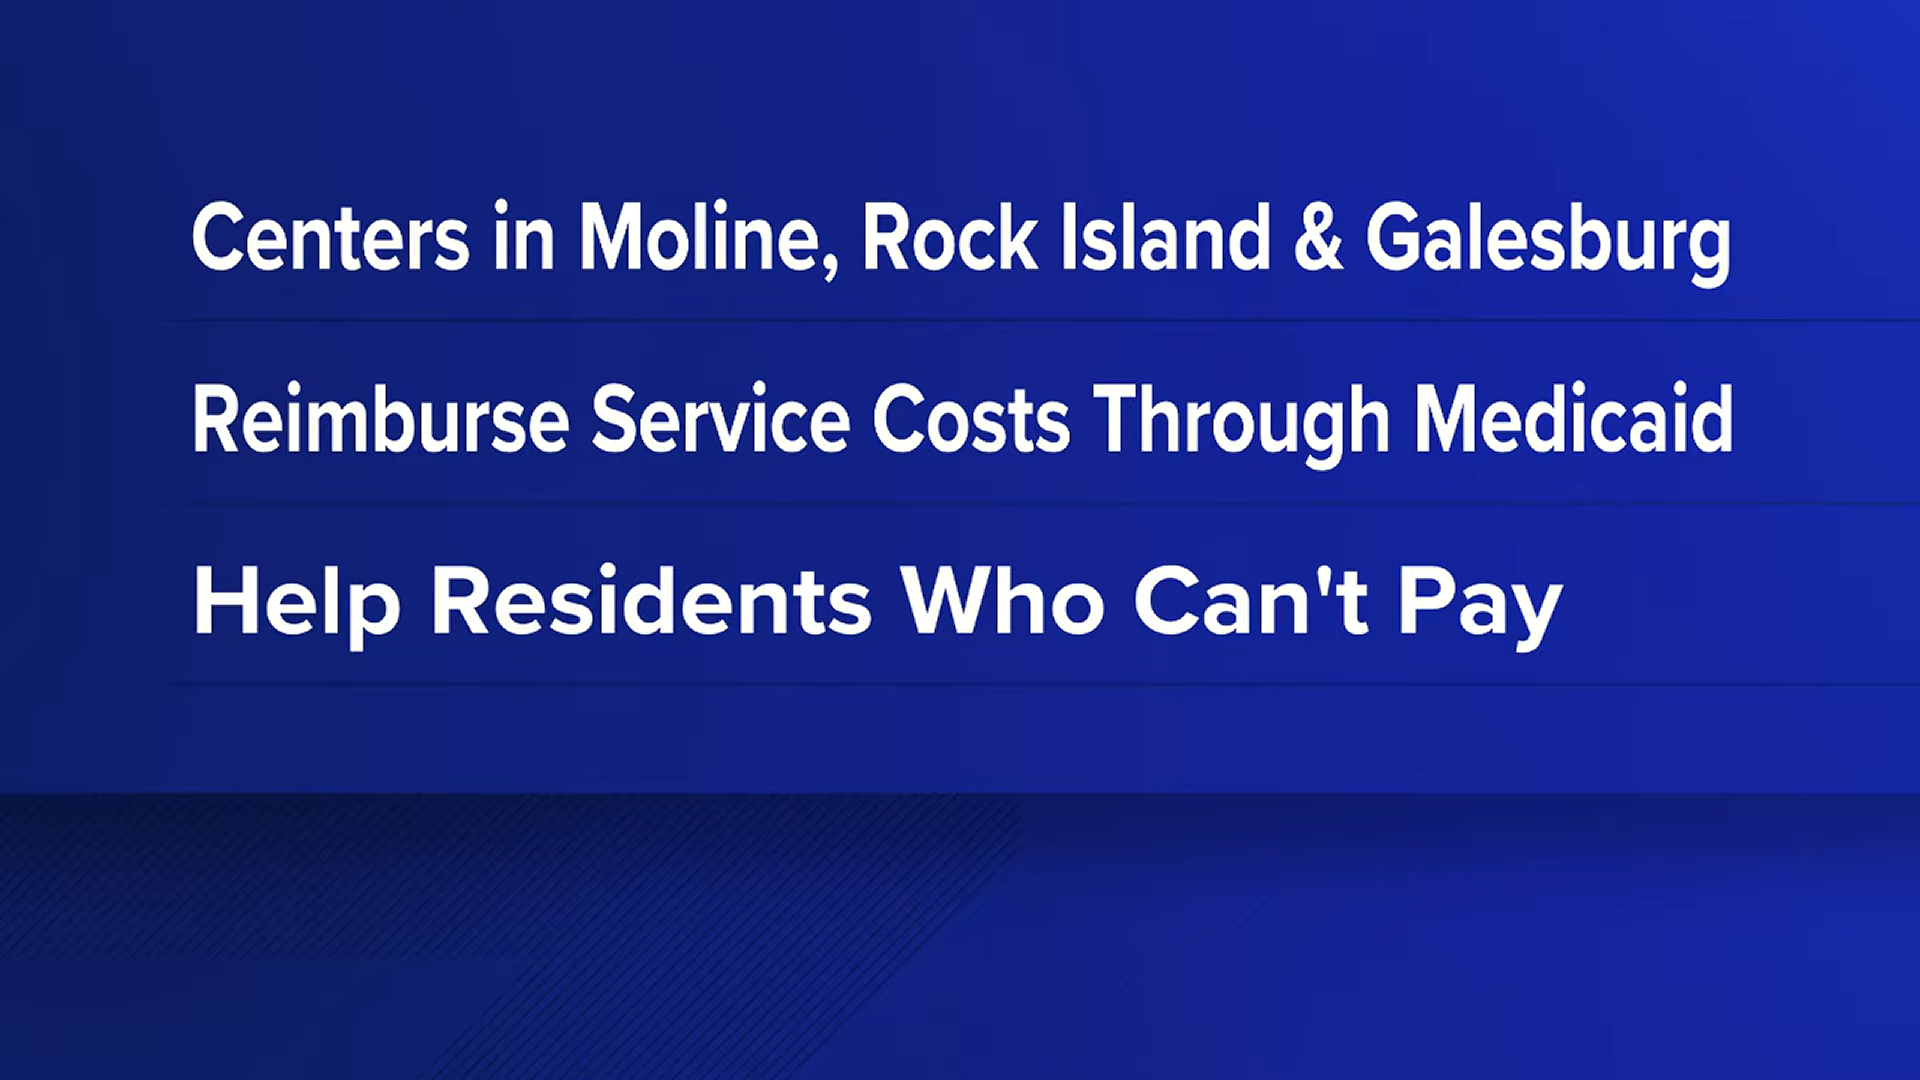 Centers in Moline, Rock Island & Galesburg
Reimburse Service Costs Through Medicaid
Help Residents Who Can't Pay